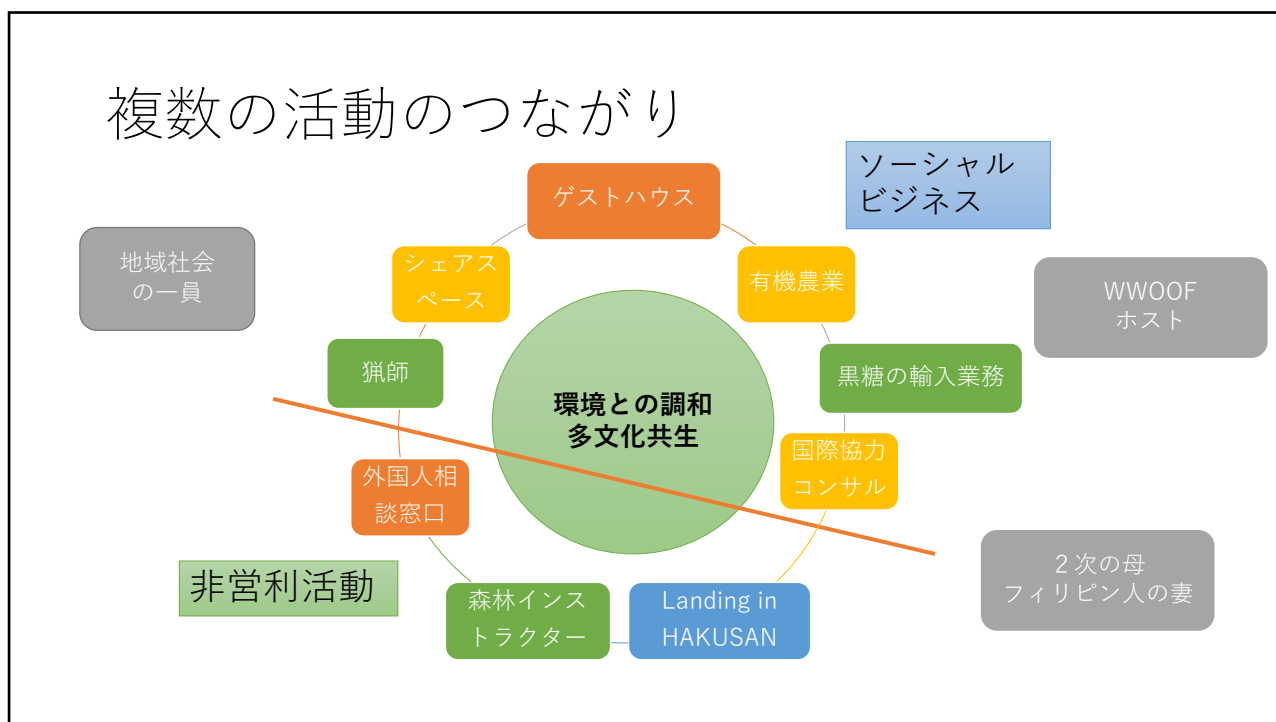 複数の活動のつながり
ソーシャル
ビジネス
ゲストハウス
地域社会
の一員
シェアス
ペース
有機農業
WWOOF
ホスト
猟師
黒糖の輸入業務
環境との調和
多文化共生
国際協力
コンサル
外国人相
談窓口
２次の母
フィリピン人の妻
非営利活動
森林インス
トラクター
Landing in
HAKUSAN